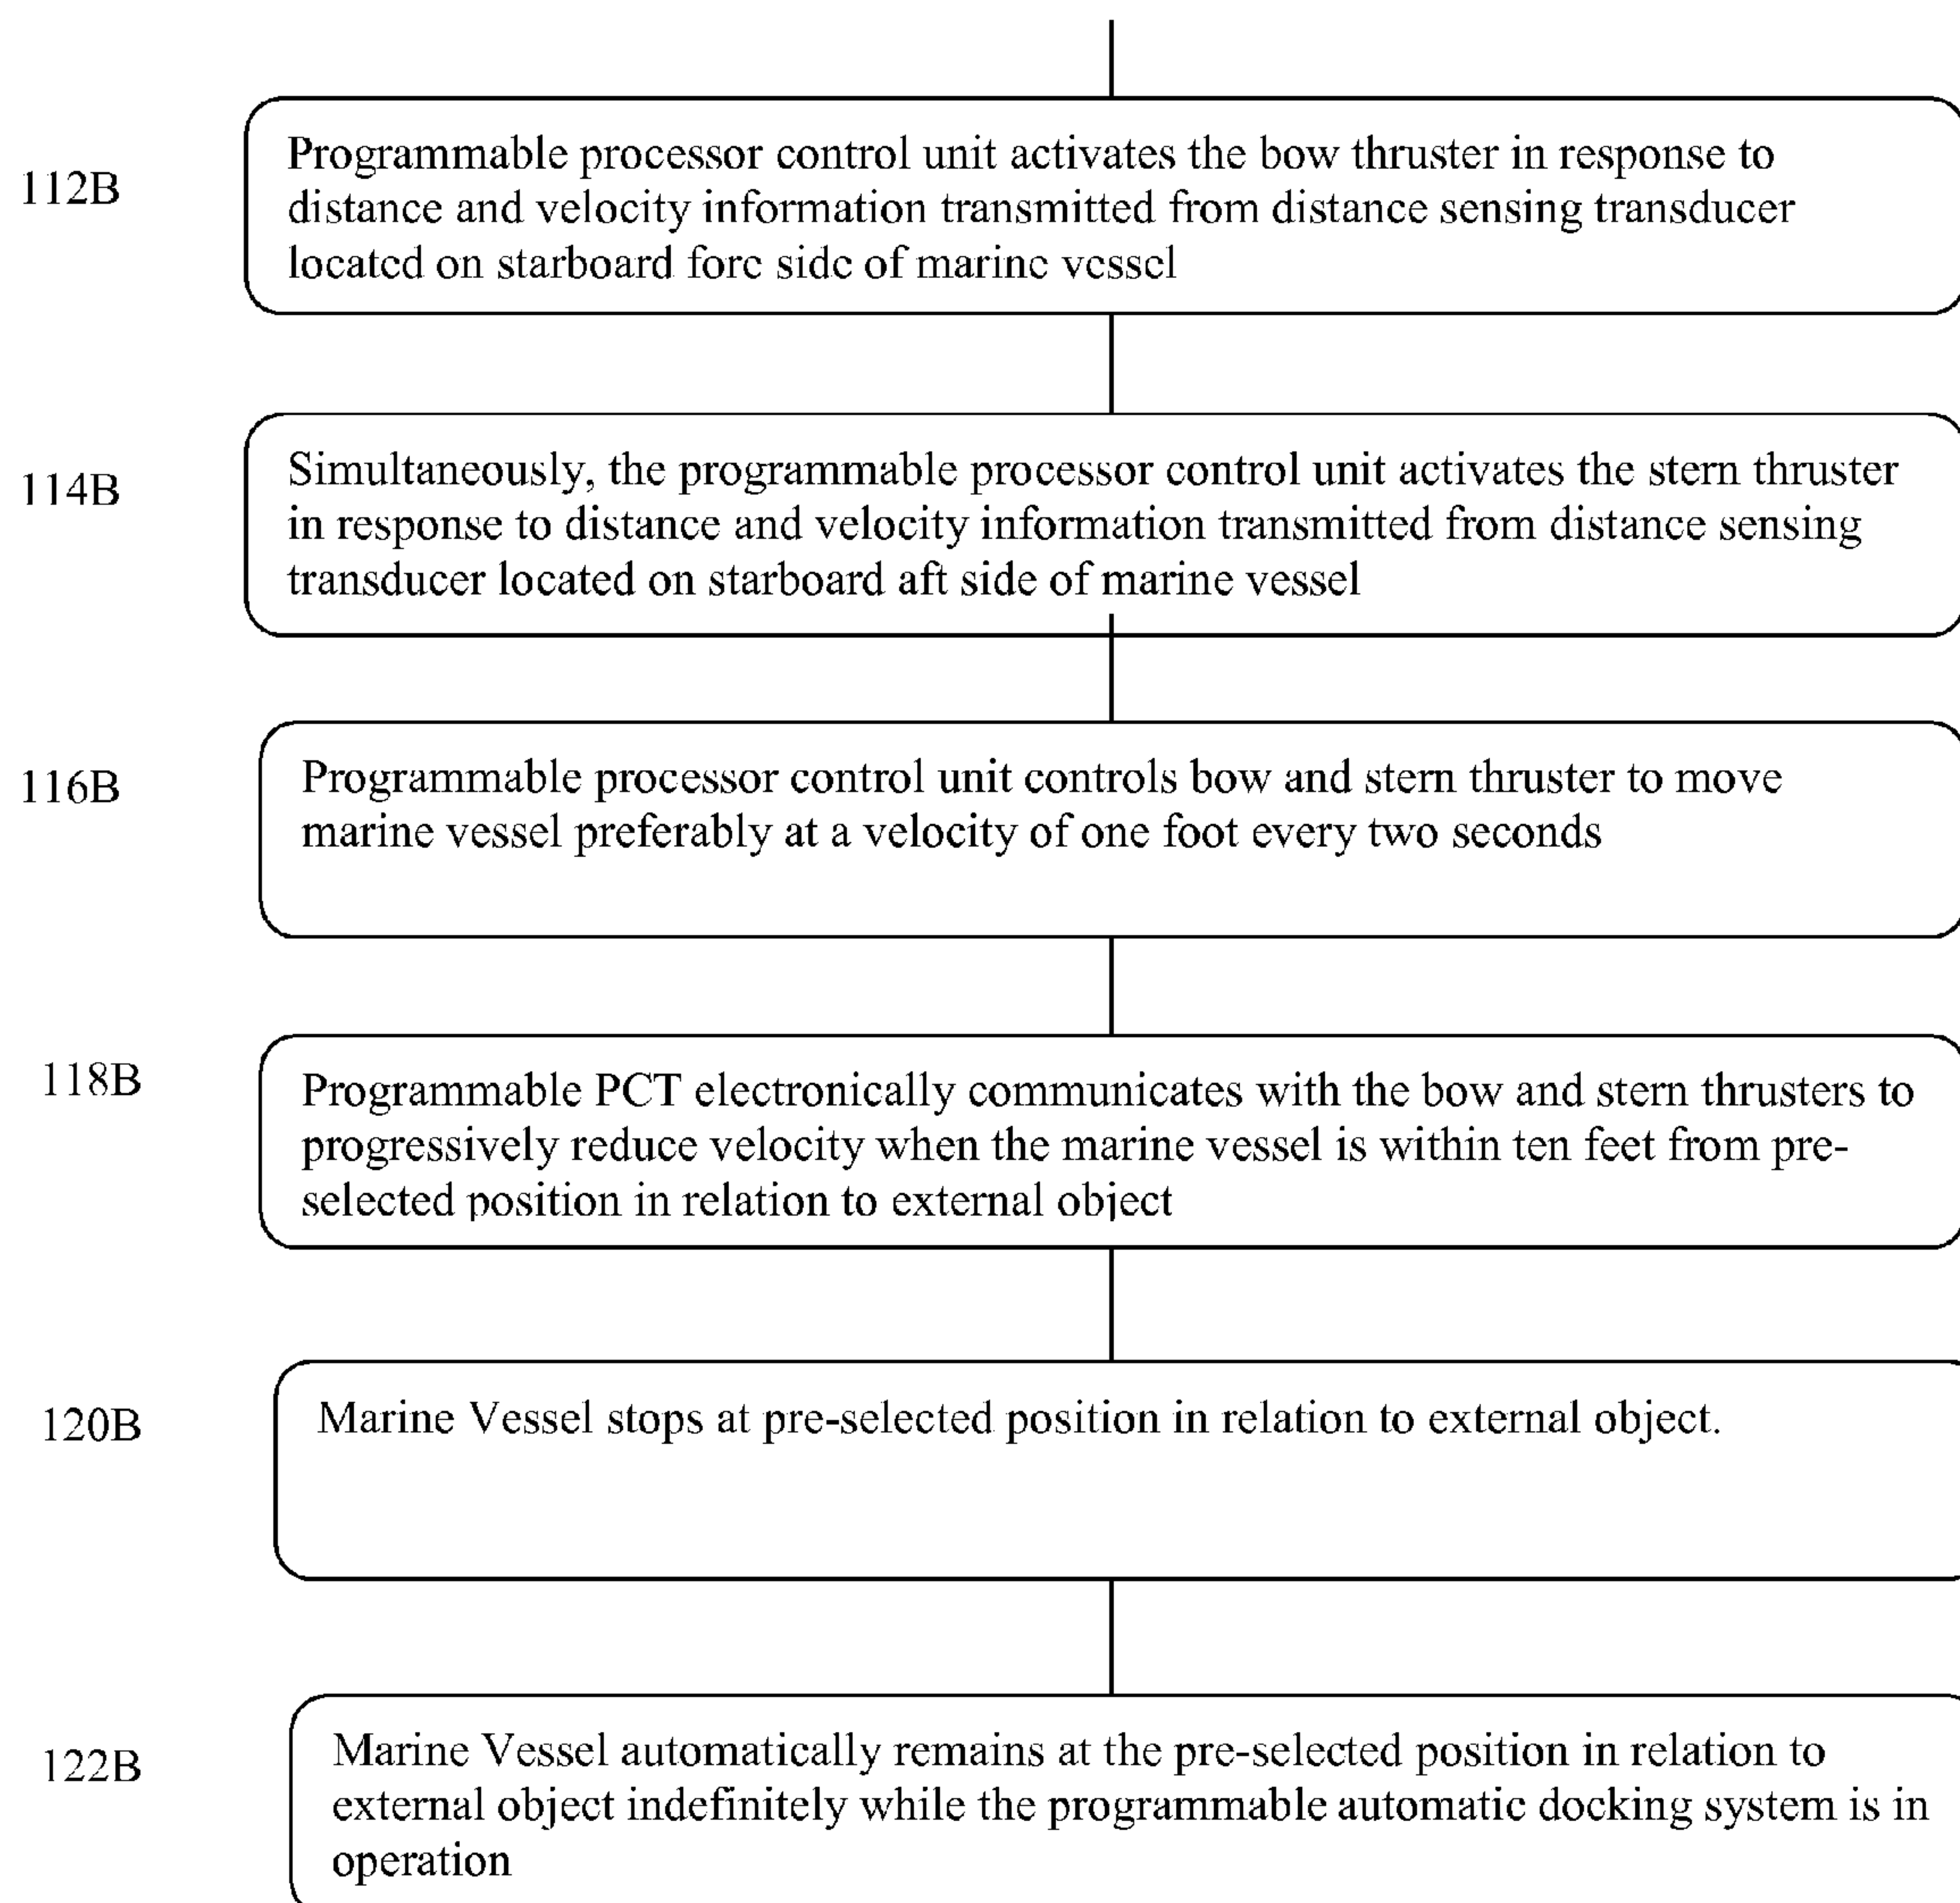 112B
Programmable processor control unit activates the bow thruster in response to
distance and velocity information transmitted from distance sensing transducer
located on starboard fore side of marine vessel
114B
Simultaneously, the programmable processor control unit activates the stern thruster
in response to distance and velocity information transmitted from distance sensing
transducer located on starboard aft side of marine vessel
116B
Programmable processor control unit controls bow and stern thruster to move
marine vessel preferably at a velocity of one foot every two seconds
118B
Programmable PCT electronically communicates with the bow and stern thrusters to
progressively reduce velocity when the marine vessel is within ten feet from pre-
selected position in relation to external object
120B
Marine Vessel stops at pre-selected position in relation to external object.
122B
Marine Vessel automatically remains at the pre-selected position in relation to
external object indefinitely while the programmable automatic docking system is in
operation